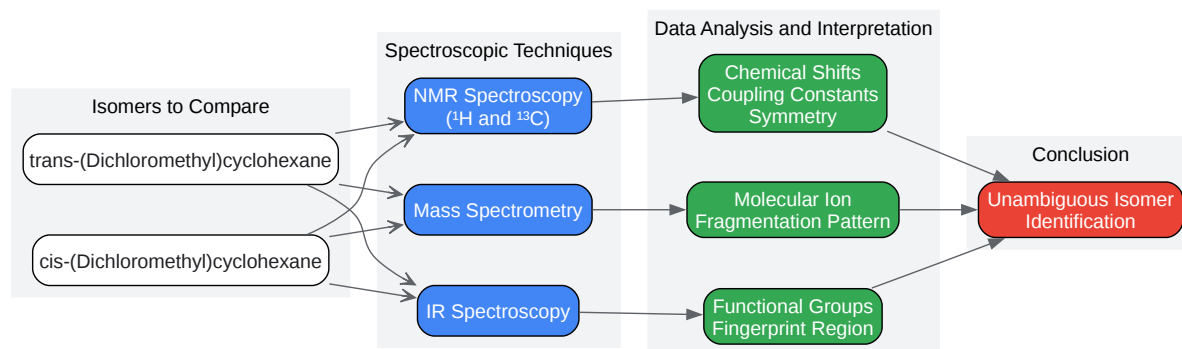 Isomers to Compare
trans-(Dichloromethyl)cyclohexane
cis-(Dichloromethyl)cyclohexane
Spectroscopic Techniques
NMR Spectroscopy
(¹H and ¹³C)
Mass Spectrometry
IR Spectroscopy
Data Analysis and Interpretation
Chemical Shifts
Coupling Constants
Symmetry
Molecular Ion
Fragmentation Pattern
Functional Groups
Fingerprint Region
Conclusion
Unambiguous Isomer
Identification